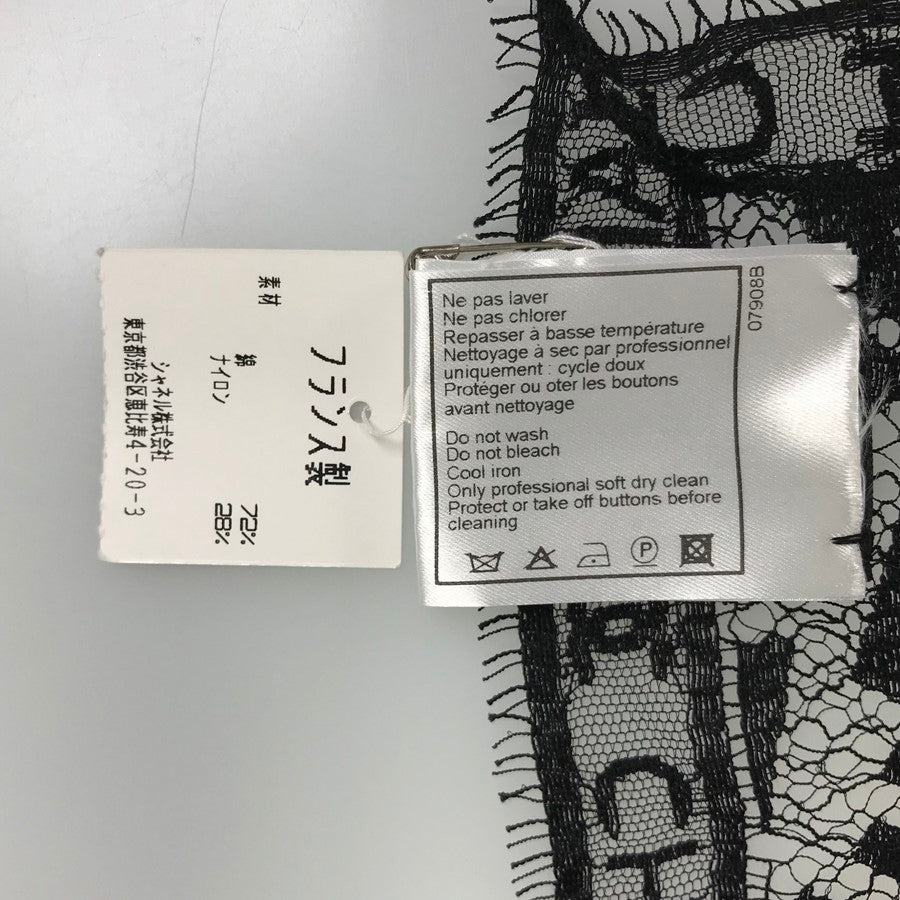 フランス製
素材
綿 72%
ナイロン 28%
シャネル株式会社
東京都渋谷区恵比寿4-20-3
Ne pas laver
Ne pas chlorer
Repasser à basse température
Nettoyage à sec par professionnel
uniquement : cycle doux
Protéger ou oter les boutons
avant nettoyage
Do not wash
Do not bleach
Cool iron
Only professional soft dry clean
Protect or take off buttons before
cleaning
P
07908B